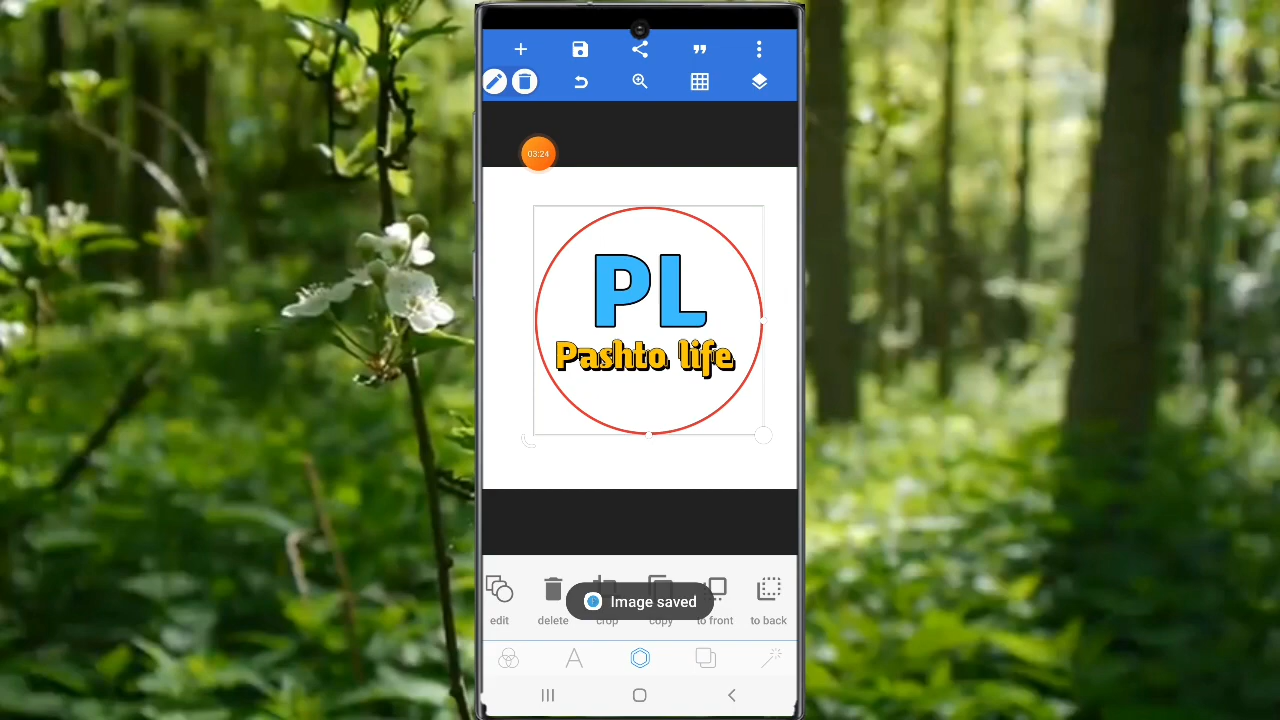 03:24
PL
Pashto life
Image saved
edit
delete
crop
copy
to front
to back